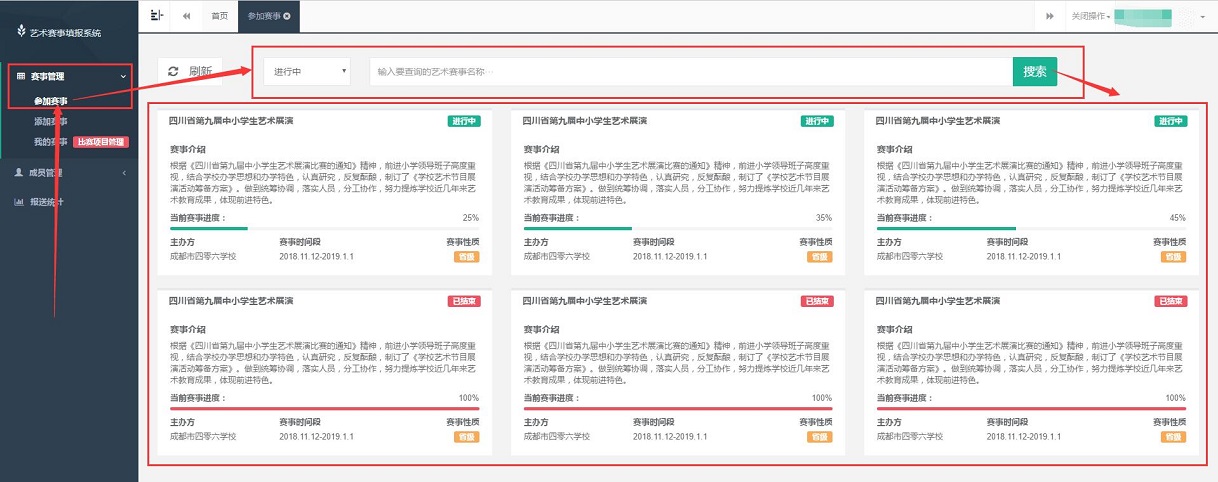 艺术赛事填报系统
首页
参加赛事
关闭操作
赛事管理
参加赛事
添加赛事
我的赛事 比赛项目管理
成员管理
报送统计
刷新
进行中
输入要查询的艺术赛事名称…
搜索
四川省第九届中小学生艺术展演 进行中
赛事介绍
根据《四川省第九届中小学生艺术展演比赛的通知》精神，前进小学领导班子高度重
视，结合学校办学思想和办学特色，认真研究，反复酝酿，制订了《学校艺术节目展
演活动筹备方案》。做到统筹协调，落实人员，分工协作，努力提炼学校近几年来艺
术教育成果，体现前进特色。
当前赛事进度： 25%
主办方 赛事时间段 赛事性质
成都市四零六学校 2018.11.12-2019.1.1 省级
四川省第九届中小学生艺术展演 进行中
赛事介绍
根据《四川省第九届中小学生艺术展演比赛的通知》精神，前进小学领导班子高度重
视，结合学校办学思想和办学特色，认真研究，反复酝酿，制订了《学校艺术节目展
演活动筹备方案》。做到统筹协调，落实人员，分工协作，努力提炼学校近几年来艺
术教育成果，体现前进特色。
当前赛事进度： 35%
主办方 赛事时间段 赛事性质
成都市四零六学校 2018.11.12-2019.1.1 省级
四川省第九届中小学生艺术展演 进行中
赛事介绍
根据《四川省第九届中小学生艺术展演比赛的通知》精神，前进小学领导班子高度重
视，结合学校办学思想和办学特色，认真研究，反复酝酿，制订了《学校艺术节目展
演活动筹备方案》。做到统筹协调，落实人员，分工协作，努力提炼学校近几年来艺
术教育成果，体现前进特色。
当前赛事进度： 45%
主办方 赛事时间段 赛事性质
成都市四零六学校 2018.11.12-2019.1.1 省级
四川省第九届中小学生艺术展演 已结束
赛事介绍
根据《四川省第九届中小学生艺术展演比赛的通知》精神，前进小学领导班子高度重
视，结合学校办学思想和办学特色，认真研究，反复酝酿，制订了《学校艺术节目展
演活动筹备方案》。做到统筹协调，落实人员，分工协作，努力提炼学校近几年来艺
术教育成果，体现前进特色。
当前赛事进度： 100%
主办方 赛事时间段 赛事性质
成都市四零六学校 2018.11.12-2019.1.1 省级
四川省第九届中小学生艺术展演 已结束
赛事介绍
根据《四川省第九届中小学生艺术展演比赛的通知》精神，前进小学领导班子高度重
视，结合学校办学思想和办学特色，认真研究，反复酝酿，制订了《学校艺术节目展
演活动筹备方案》。做到统筹协调，落实人员，分工协作，努力提炼学校近几年来艺
术教育成果，体现前进特色。
当前赛事进度： 100%
主办方 赛事时间段 赛事性质
成都市四零六学校 2018.11.12-2019.1.1 省级
四川省第九届中小学生艺术展演 已结束
赛事介绍
根据《四川省第九届中小学生艺术展演比赛的通知》精神，前进小学领导班子高度重
视，结合学校办学思想和办学特色，认真研究，反复酝酿，制订了《学校艺术节目展
演活动筹备方案》。做到统筹协调，落实人员，分工协作，努力提炼学校近几年来艺
术教育成果，体现前进特色。
当前赛事进度： 100%
主办方 赛事时间段 赛事性质
成都市四零六学校 2018.11.12-2019.1.1 省级